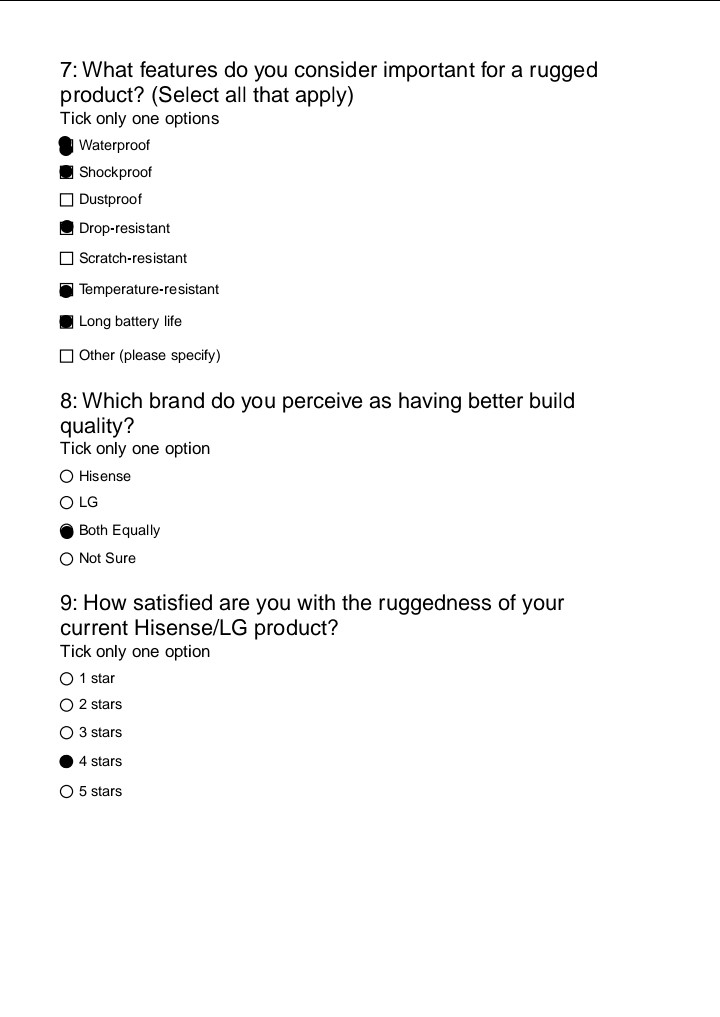 7: What features do you consider important for a rugged
product? (Select all that apply)
Tick only one options
Waterproof
Shockproof
Dustproof
Drop-resistant
Scratch-resistant
Temperature-resistant
Long battery life
Other (please specify)
8: Which brand do you perceive as having better build
quality?
Tick only one option
Hisense
LG
Both Equally
Not Sure
9: How satisfied are you with the ruggedness of your
current Hisense/LG product?
Tick only one option
1 star
2 stars
3 stars
4 stars
5 stars